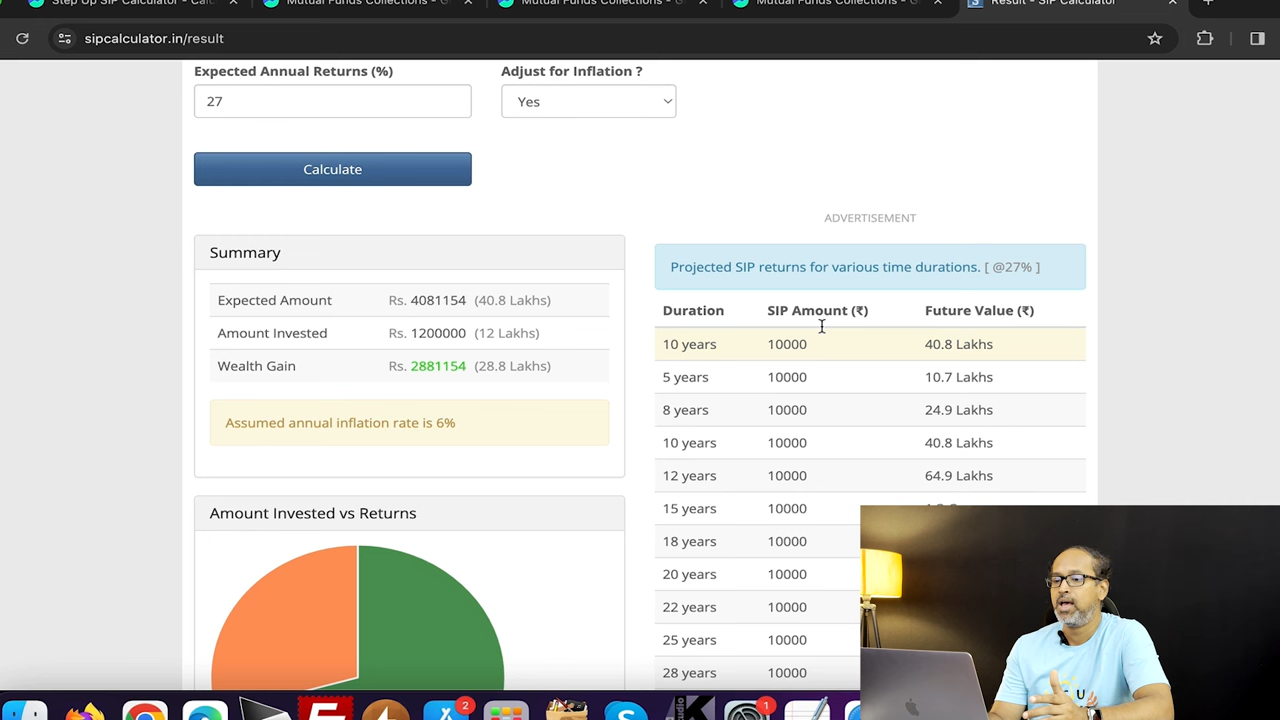 Step Up SIP Calculator - Calc
Mutual Funds Collections - G
Mutual Funds Collections - G
Mutual Funds Collections - G
Result - SIP Calculator
sipcalculator.in/result
Expected Annual Returns (%)
Adjust for Inflation ?
27
Yes
Calculate
ADVERTISEMENT
Summary
Expected Amount Rs. 4081154 (40.8 Lakhs)
Amount Invested Rs. 1200000 (12 Lakhs)
Wealth Gain Rs. 2881154 (28.8 Lakhs)
Assumed annual inflation rate is 6%
Amount Invested vs Returns
Projected SIP returns for various time durations. [ @27% ]
Duration SIP Amount (₹) Future Value (₹)
10 years 10000 40.8 Lakhs
5 years 10000 10.7 Lakhs
8 years 10000 24.9 Lakhs
10 years 10000 40.8 Lakhs
12 years 10000 64.9 Lakhs
15 years 10000
18 years 10000
20 years 10000
22 years 10000
25 years 10000
28 years 10000
2
1